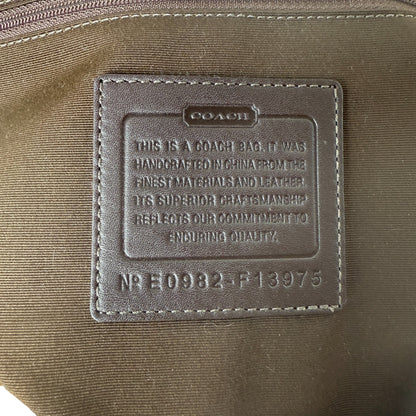 COACH
THIS IS A COACH BAG. IT WAS
HANDCRAFTED IN CHINA FROM THE
FINEST MATERIALS AND LEATHER.
ITS SUPERIOR CRAFTSMANSHIP
REFLECTS OUR COMMITMENT TO
ENDURING QUALITY.
Nº E0982-F13975